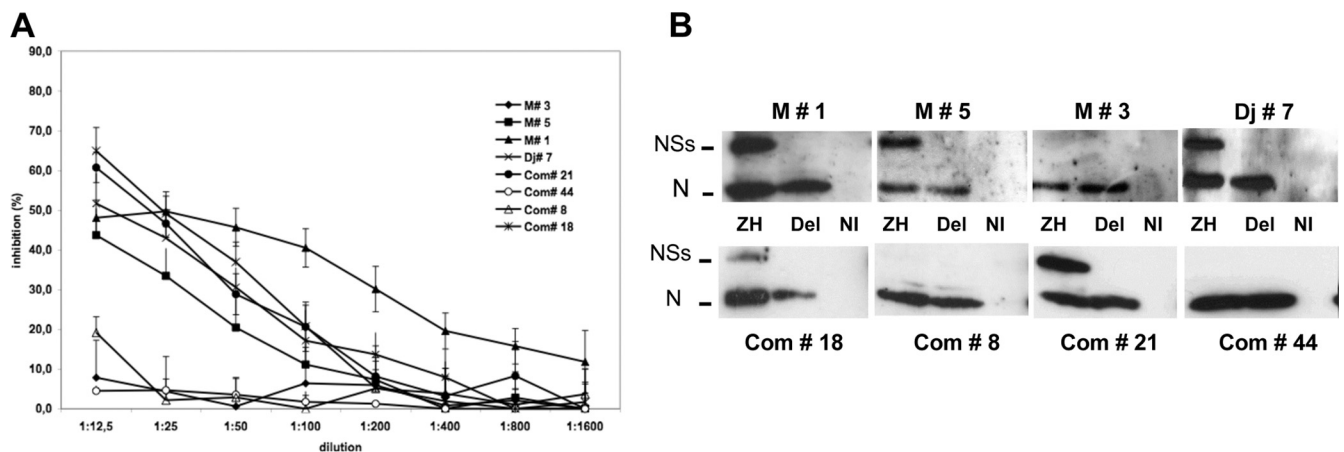 A
90,0
80,0
70,0
60,0
50,0
40,0
30,0
20,0
10,0
0,0
inhibition (%)
1:12,5 1:25 1:50 1:100 1:200 1:400 1:800 1:1600
dilution
M# 3
M# 5
M# 1
Dj# 7
Com# 21
Com# 44
Com# 8
Com# 18
B
M # 1 M # 5 M # 3 Dj # 7
NSs
N
ZH Del NI ZH Del NI ZH Del NI ZH Del NI
NSs
N
Com # 18 Com # 8 Com # 21 Com # 44